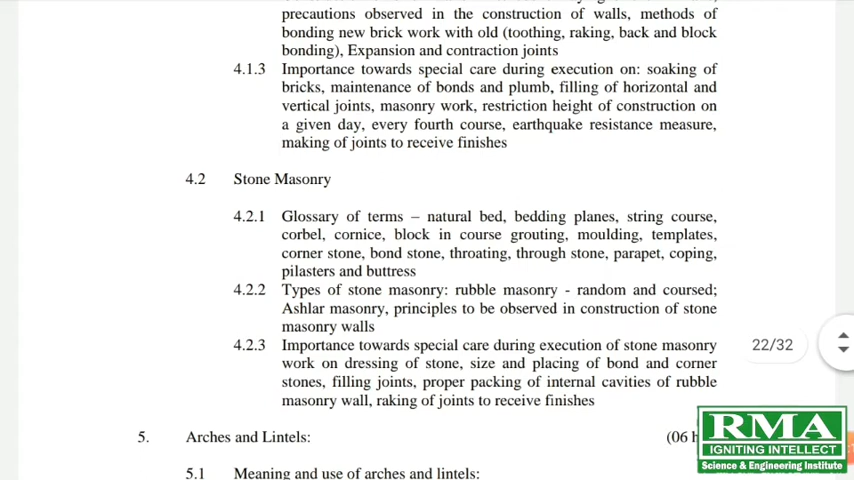 precautions observed in the construction of walls, methods of
bonding new brick work with old (toothing, raking, back and block
bonding), Expansion and contraction joints
4.1.3 Importance towards special care during execution on: soaking of
bricks, maintenance of bonds and plumb, filling of horizontal and
vertical joints, masonry work, restriction height of construction on
a given day, every fourth course, earthquake resistance measure,
making of joints to receive finishes
4.2 Stone Masonry
4.2.1 Glossary of terms – natural bed, bedding planes, string course,
corbel, cornice, block in course grouting, moulding, templates,
corner stone, bond stone, throating, through stone, parapet, coping,
pilasters and buttress
4.2.2 Types of stone masonry: rubble masonry - random and coursed;
Ashlar masonry, principles to be observed in construction of stone
masonry walls
4.2.3 Importance towards special care during execution of stone masonry
work on dressing of stone, size and placing of bond and corner
stones, filling joints, proper packing of internal cavities of rubble
masonry wall, raking of joints to receive finishes
22/32
5. Arches and Lintels: (06 h
5.1 Meaning and use of arches and lintels:
RMA
IGNITING INTELLECT
Science & Engineering Institute